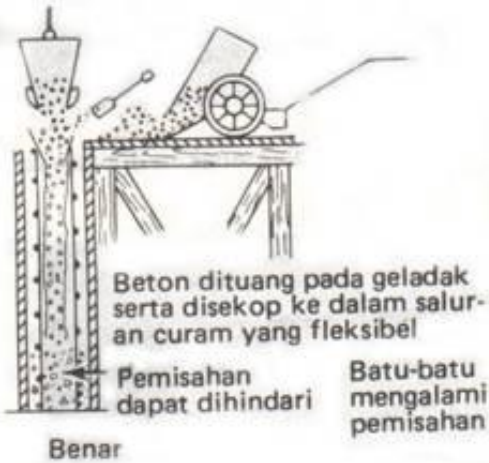 Beton dituang pada geladak
serta disekop ke dalam salur-
an curam yang fleksibel
Pemisahan
dapat dihindari
Batu-batu
mengalami
pemisahan
Benar